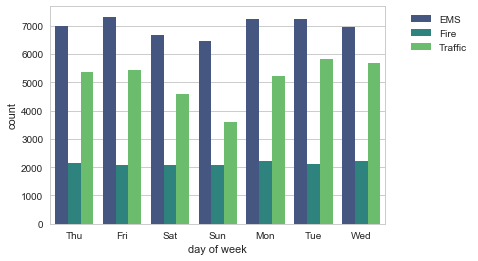 EMS
Fire
Traffic
count
7000
6000
5000
4000
3000
2000
1000
0
Thu Fri Sat Sun Mon Tue Wed
day of week